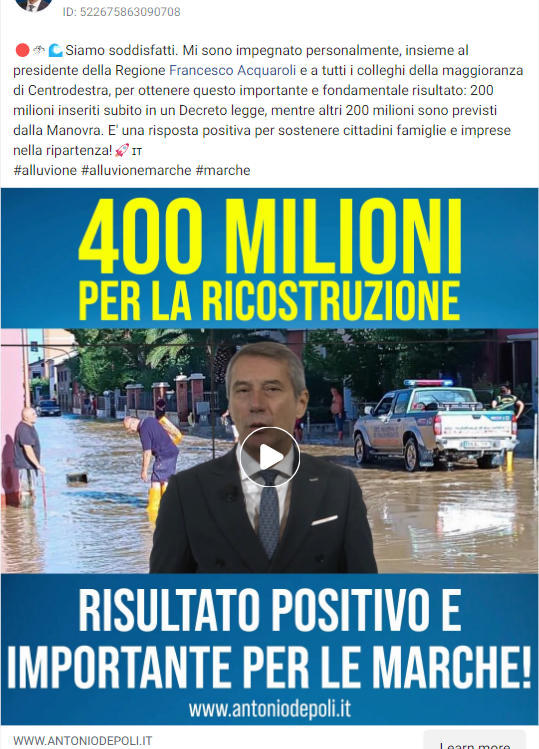 ID: 522675863090708
🔴🌧🌊Siamo soddisfatti. Mi sono impegnato personalmente, insieme al
presidente della Regione Francesco Acquaroli e a tutti i colleghi della maggioranza
di Centrodestra, per ottenere questo importante e fondamentale risultato: 200
milioni inseriti subito in un Decreto legge, mentre altri 200 milioni sono previsti
dalla Manovra. E' una risposta positiva per sostenere cittadini famiglie e imprese
nella ripartenza!🚀🇮🇹
#alluvione #alluvionemarche #marche
400 MILIONI
PER LA RICOSTRUZIONE
RISULTATO POSITIVO E
IMPORTANTE PER LE MARCHE!
www.antoniodepoli.it
WWW.ANTONIODEPOLI.IT
Learn more